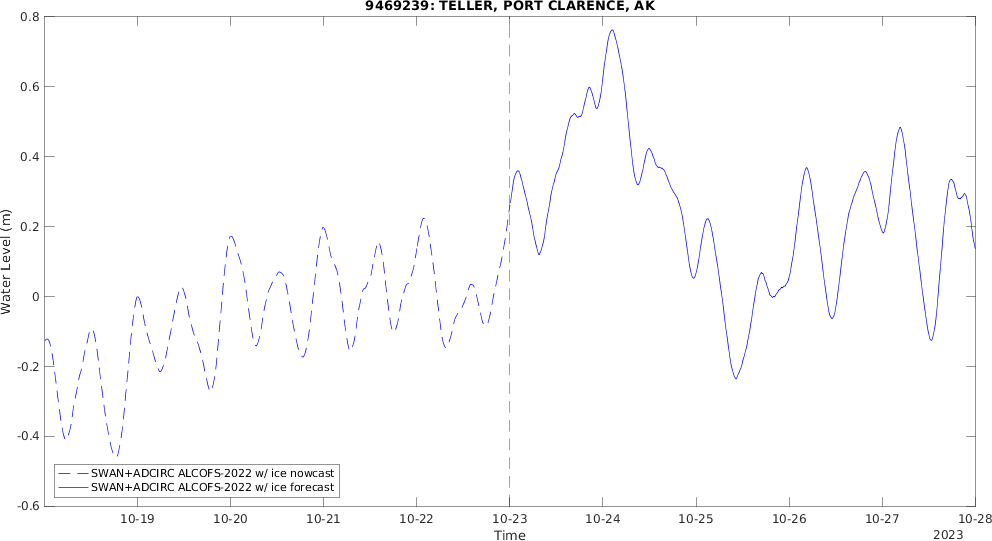 9469239: TELLER, PORT CLARENCE, AK
Water Level (m)
0.8
0.6
0.4
0.2
0
-0.2
-0.4
-0.6
SWAN+ADCIRC ALCOFS-2022 w/ ice nowcast
SWAN+ADCIRC ALCOFS-2022 w/ ice forecast
10-19 10-20 10-21 10-22 10-23 10-24 10-25 10-26 10-27 10-28
Time
2023